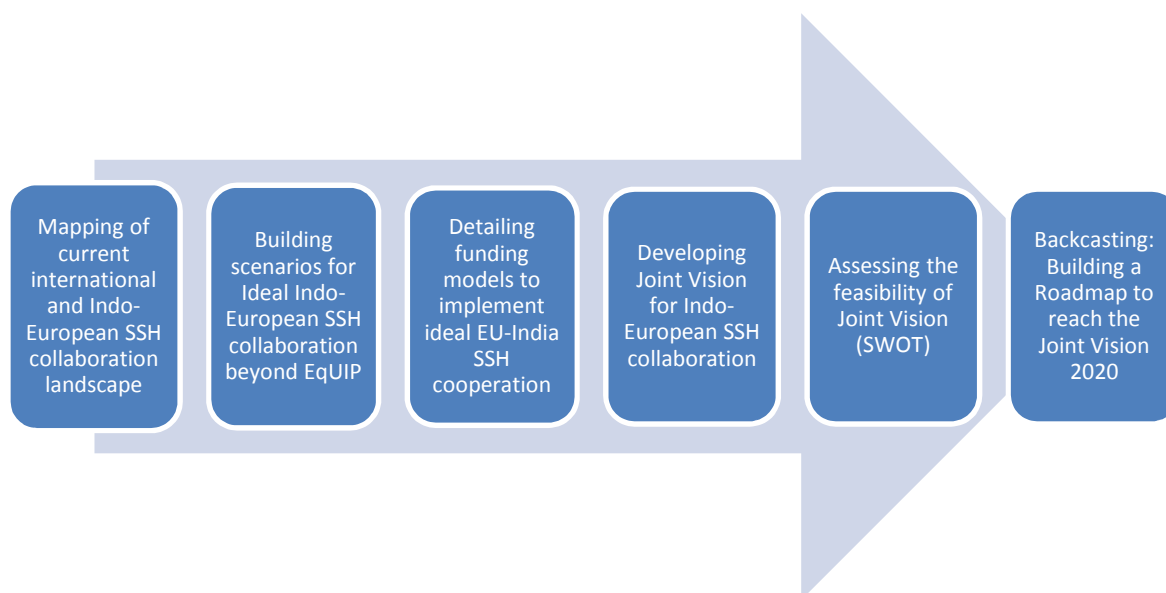 Mapping of
current
international
and Indo-
European SSH
collaboration
landscape
Building
scenarios for
Ideal Indo-
European SSH
collaboration
beyond EqUIP
Detailing
funding
models to
implement
ideal EU-India
SSH
cooperation
Developing
Joint Vision
for Indo-
European SSH
collaboration
Assessing the
feasibility of
Joint Vision
(SWOT)
Backcasting:
Building a
Roadmap to
reach the
Joint Vision
2020